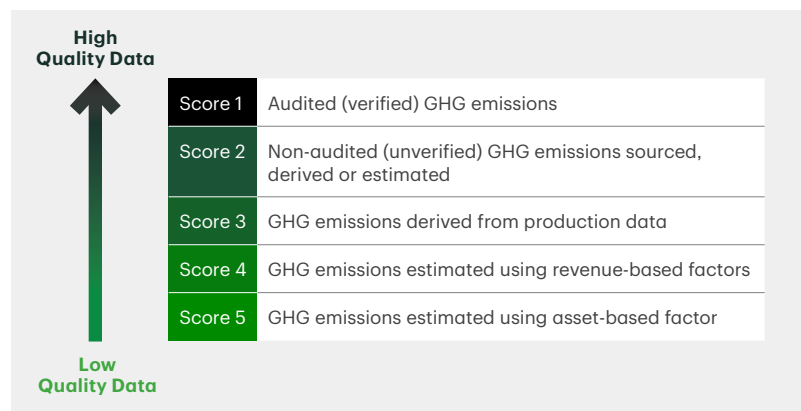 High
Quality Data
Score 1 Audited (verified) GHG emissions
Score 2 Non-audited (unverified) GHG emissions sourced,
derived or estimated
Score 3 GHG emissions derived from production data
Score 4 GHG emissions estimated using revenue-based factors
Score 5 GHG emissions estimated using asset-based factor
Low
Quality Data